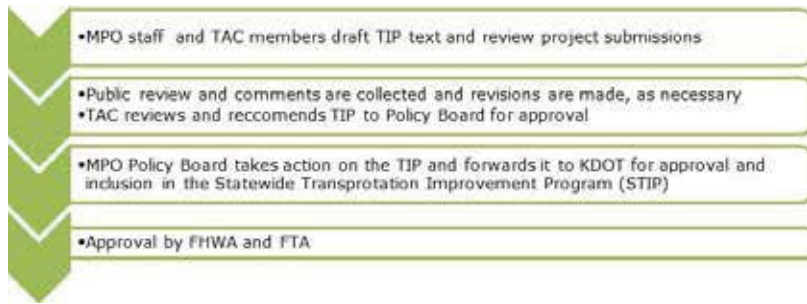 •MPO staff and TAC members draft TIP text and review project submissions
•Public review and comments are collected and revisions are made, as necessary
•TAC reviews and reccomends TIP to Policy Board for approval
•MPO Policy Board takes action on the TIP and forwards it to KDOT for approval and
inclusion in the Statewide Transprotation Improvement Program (STIP)
•Approval by FHWA and FTA